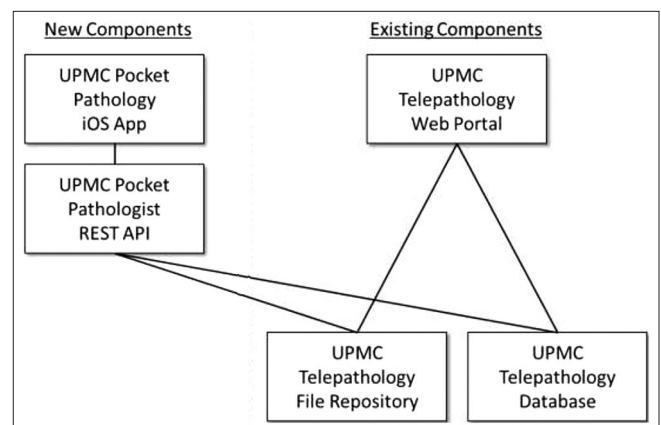 New Components
Existing Components
UPMC Pocket
Pathology
iOS App
UPMC
Telepathology
Web Portal
UPMC Pocket
Pathologist
REST API
UPMC
Telepathology
File Repository
UPMC
Telepathology
Database